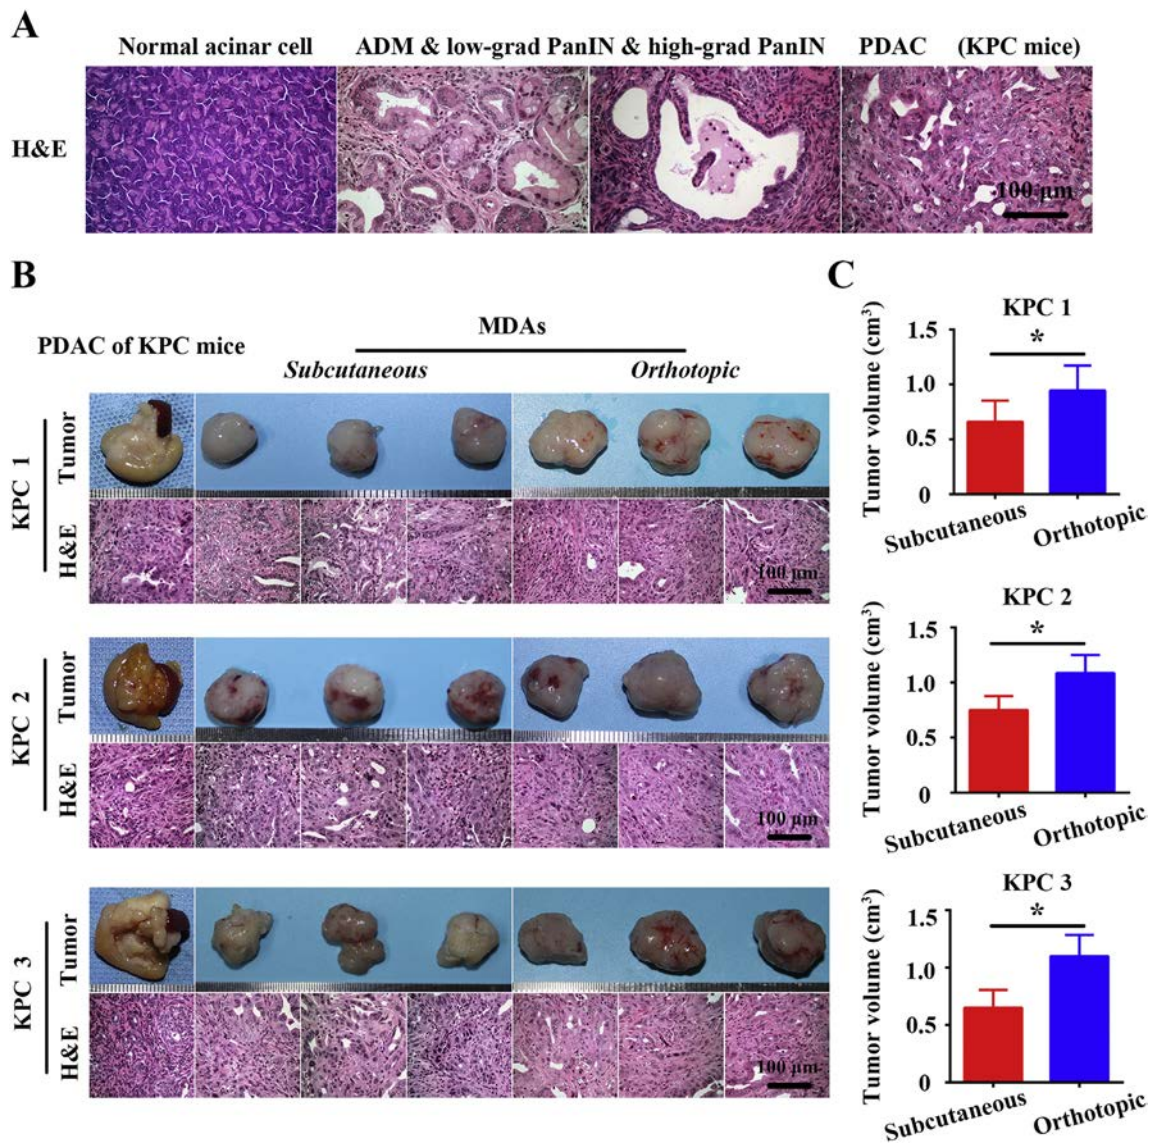 A
Normal acinar cell
ADM & low-grad PanIN & high-grad PanIN
PDAC (KPC mice)
H&E
100 μm
B
PDAC of KPC mice
MDAs
Subcutaneous
Orthotopic
KPC 1
Tumor
H&E
100 μm
KPC 2
Tumor
H&E
100 μm
KPC 3
Tumor
H&E
100 μm
C
KPC 1
Tumor volume (cm³)
1.5
1.0
0.5
0
*
Subcutaneous
Orthotopic
KPC 2
Tumor volume (cm³)
1.5
1.0
0.5
0
*
Subcutaneous
Orthotopic
KPC 3
Tumor volume (cm³)
1.5
1.0
0.5
0
*
Subcutaneous
Orthotopic